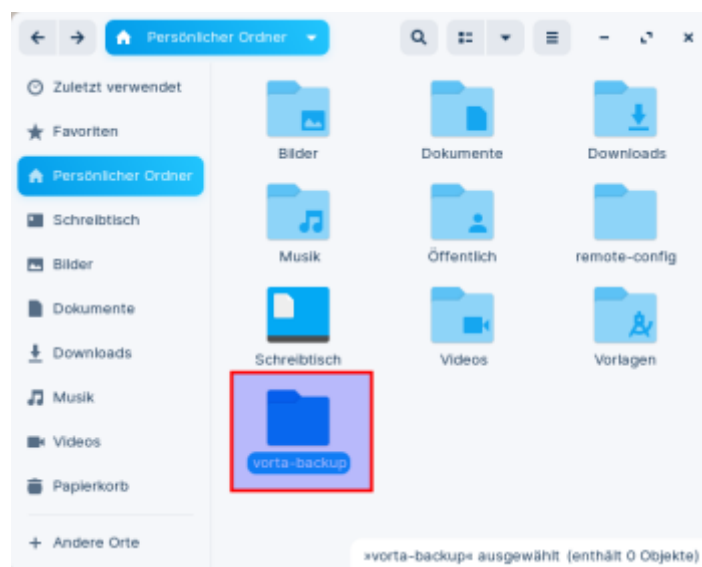 Persönlicher Ordner
Zuletzt verwendet
Favoriten
Persönlicher Ordner
Schreibtisch
Bilder
Dokumente
Downloads
Musik
Videos
Papierkorb
Andere Orte
Bilder
Dokumente
Downloads
Musik
Öffentlich
remote-config
Schreibtisch
Videos
Vorlagen
vorta-backup
»vorta-backup« ausgewählt (enthält 0 Objekte)